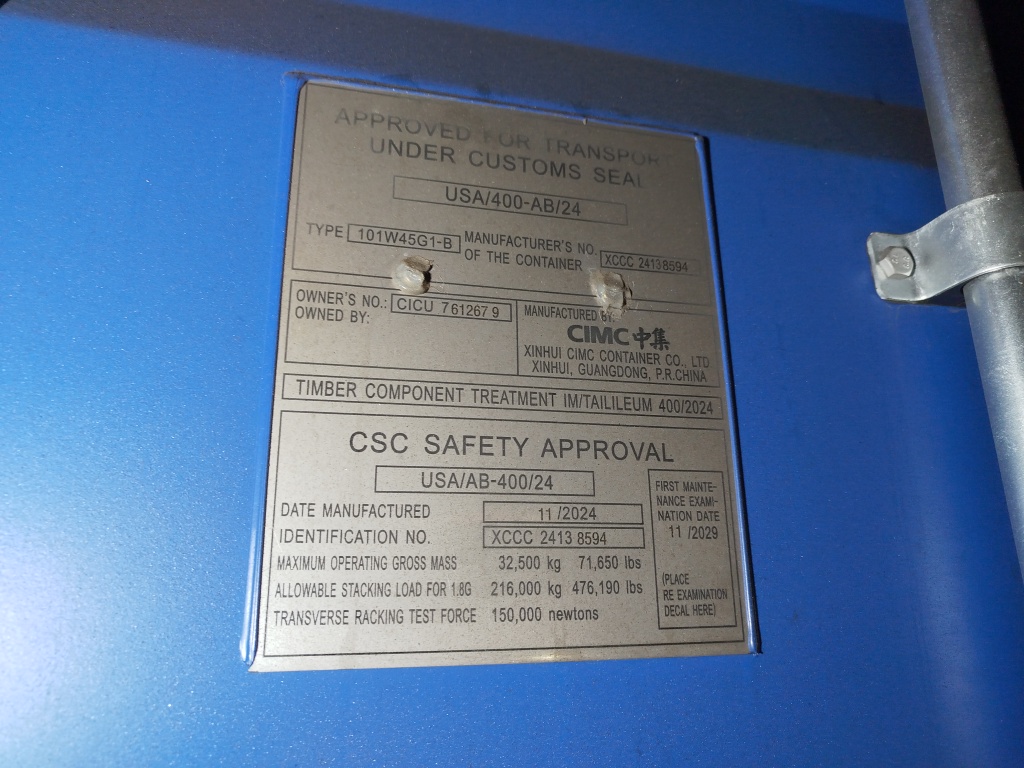 APPROVED FOR TRANSPORT
UNDER CUSTOMS SEAL
USA/400-AB/24
TYPE 101W45G1-B MANUFACTURER'S NO.
OF THE CONTAINER XCCC 24138594
OWNER'S NO.: CICU 761267 9
OWNED BY:
MANUFACTURED BY:
CIMC 中集
XINHUI CIMC CONTAINER CO., LTD
XINHUI, GUANGDONG, P.R.CHINA
TIMBER COMPONENT TREATMENT IM/TAILILEUM 400/2024
CSC SAFETY APPROVAL
USA/AB-400/24
DATE MANUFACTURED 11 /2024
IDENTIFICATION NO. XCCC 2413 8594
MAXIMUM OPERATING GROSS MASS 32,500 kg 71,650 lbs
ALLOWABLE STACKING LOAD FOR 1.8G 216,000 kg 476,190 lbs
TRANSVERSE RACKING TEST FORCE 150,000 newtons
FIRST MAINTE-
NANCE EXAMI-
NATION DATE
11 /2029
(PLACE
RE EXAMINATION
DECAL HERE)